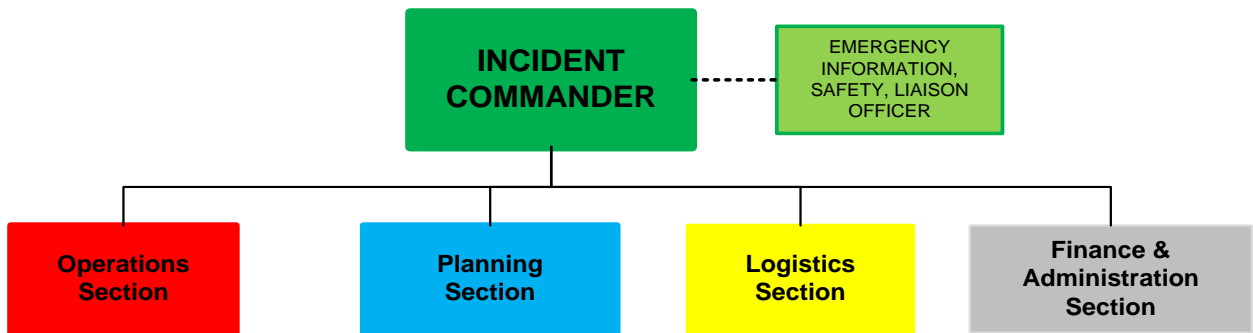 INCIDENT
COMMANDER
EMERGENCY
INFORMATION,
SAFETY, LIAISON
OFFICER
Operations
Section
Planning
Section
Logistics
Section
Finance &
Administration
Section